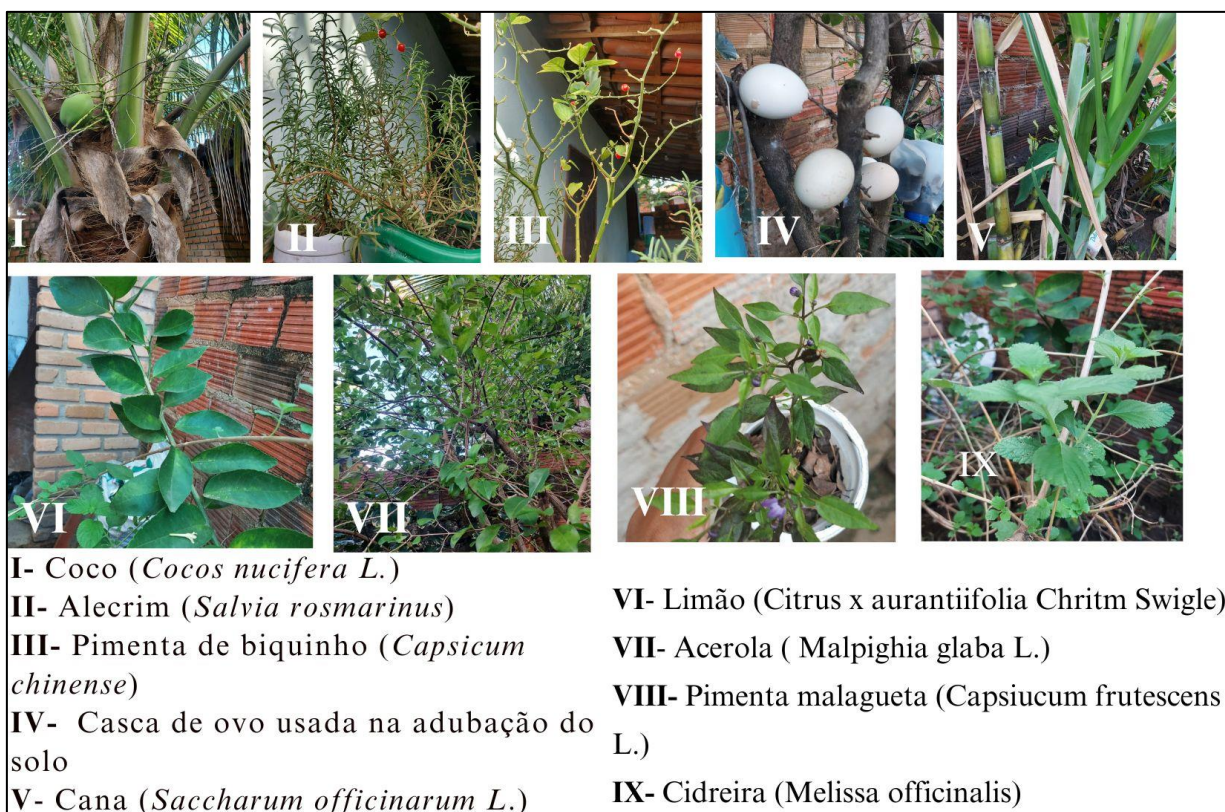 I
II
III
IV
V
VI
VII
VIII
IX
I- Coco (Cocos nucifera L.)
II- Alecrim (Salvia rosmarinus)
III- Pimenta de biquinho (Capsicum
chinense)
IV- Casca de ovo usada na adubação do
solo
V- Cana (Saccharum officinarum L.)
VI- Limão (Citrus x aurantiifolia Chritm Swigle)
VII- Acerola ( Malpighia glaba L.)
VIII- Pimenta malagueta (Capsiucum frutescens
L.)
IX- Cidreira (Melissa officinalis)